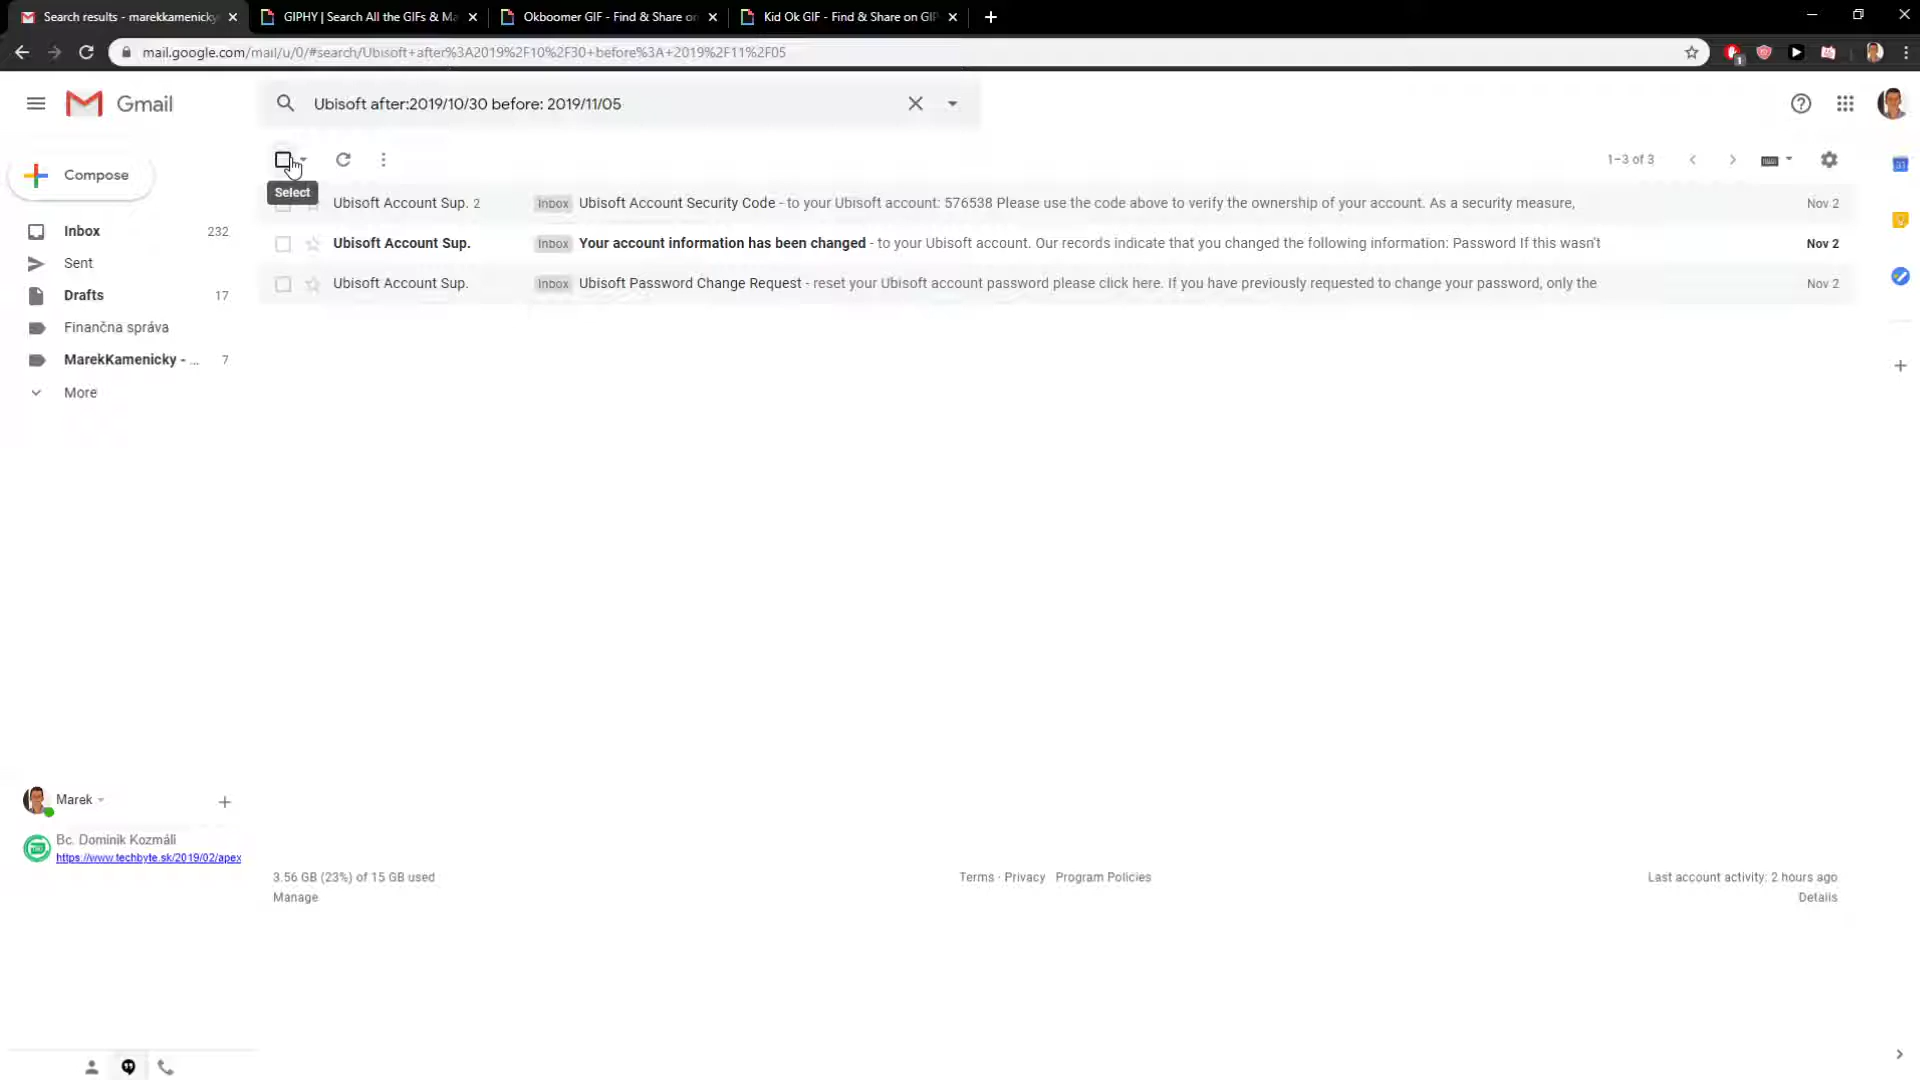 Search results - marekkamenicky
GIPHY | Search All the GIFs & Ma
Okboomer GIF - Find & Share on
Kid Ok GIF - Find & Share on GIP
mail.google.com/mail/u/0/#search/Ubisoft+after%3A2019%2F10%2F30+before%3A+2019%2F11%2F05
1
Gmail
Ubisoft after:2019/10/30 before: 2019/11/05
Compose
1–3 of 3
Select
Ubisoft Account Sup. 2 Inbox Ubisoft Account Security Code - to your Ubisoft account: 576538 Please use the code above to verify the ownership of your account. As a security measure, Nov 2
Ubisoft Account Sup. Inbox Your account information has been changed - to your Ubisoft account. Our records indicate that you changed the following information: Password If this wasn't Nov 2
Ubisoft Account Sup. Inbox Ubisoft Password Change Request - reset your Ubisoft account password please click here. If you have previously requested to change your password, only the Nov 2
Inbox 232
Sent
Drafts 17
Finančna správa
MarekKamenicky - ... 7
More
Marek
Bc. Dominik Kozmáli
https://www.techbyte.sk/2019/02/apex
3.56 GB (23%) of 15 GB used
Manage
Terms · Privacy Program Policies
Last account activity: 2 hours ago
Details